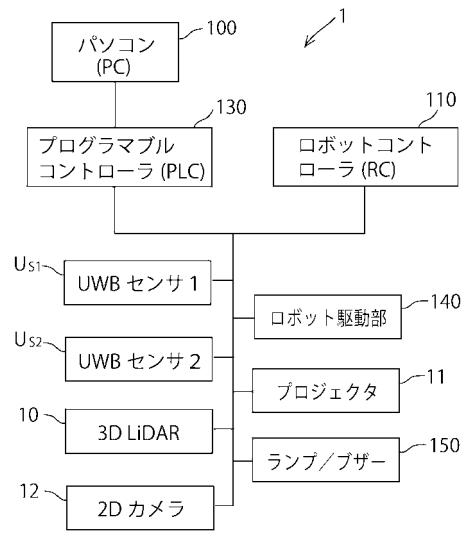 1
100
パソコン
(PC)
130
プログラマブル
コントローラ (PLC)
110
ロボットコント
ローラ (RC)
US1
UWB センサ 1
US2
UWB センサ 2
140
ロボット駆動部
11
プロジェクタ
10
3D LiDAR
150
ランプ／ブザー
12
2D カメラ